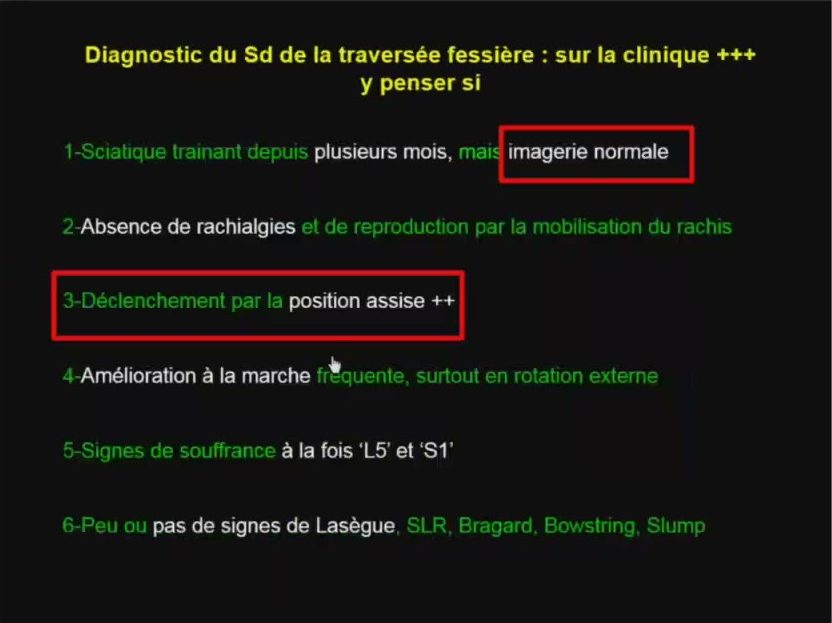 Diagnostic du Sd de la traversée fessière : sur la clinique +++
y penser si
1-Sciatique trainant depuis plusieurs mois, mais imagerie normale
2-Absence de rachialgies et de reproduction par la mobilisation du rachis
3-Déclenchement par la position assise ++
4-Amélioration à la marche fréquente, surtout en rotation externe
5-Signes de souffrance à la fois ‘L5’ et ‘S1’
6-Peu ou pas de signes de Lasègue, SLR, Bragard, Bowstring, Slump